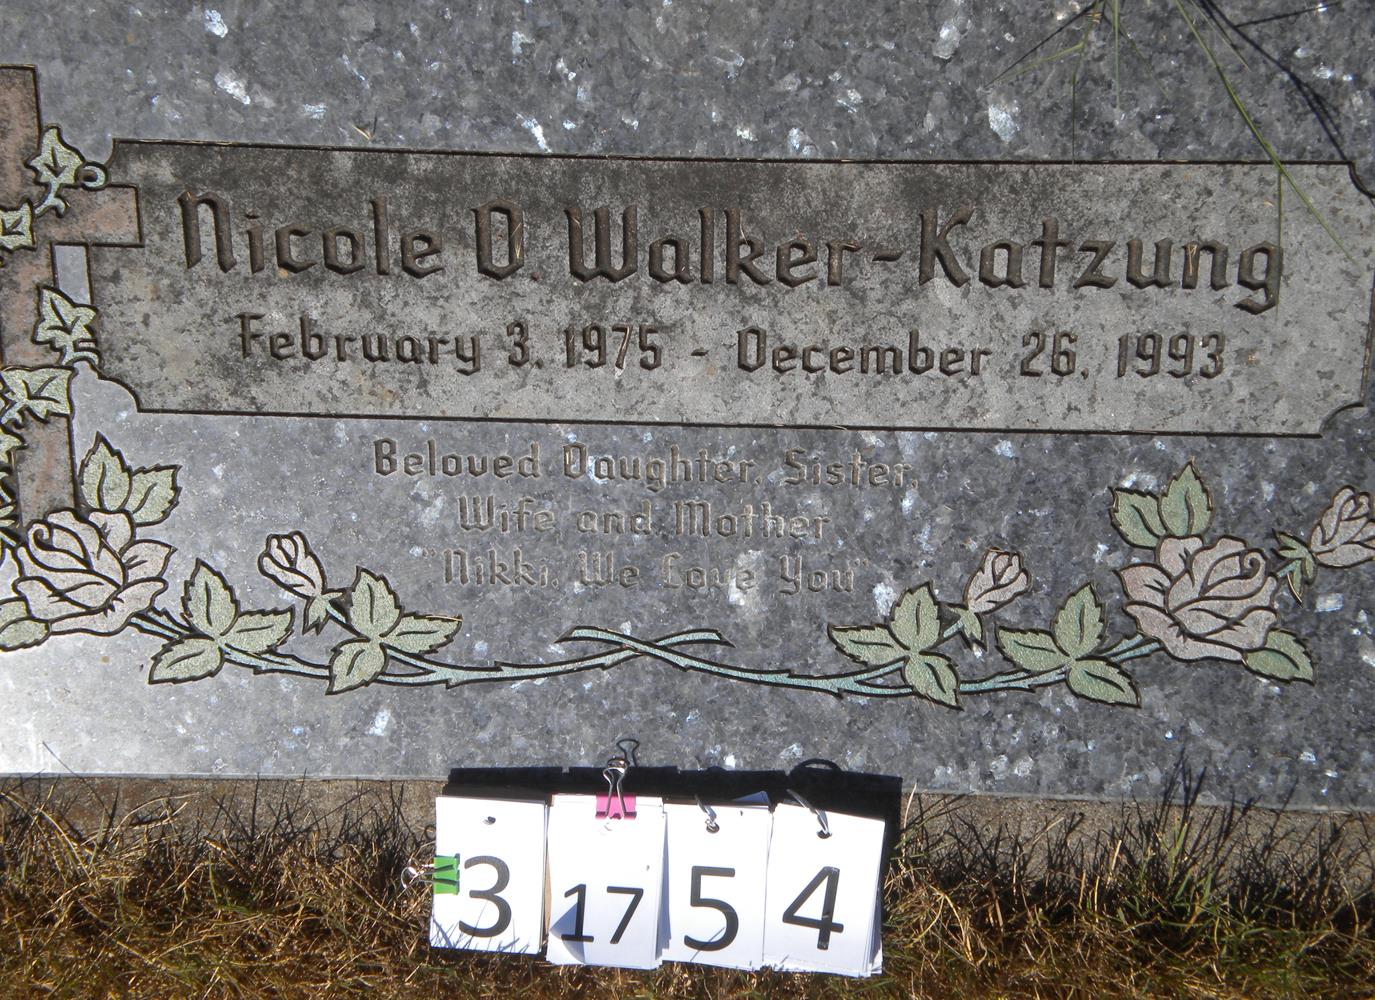 Nicole O. Walker-Katzung
February 3, 1975 - December 26, 1993
Beloved Daughter, Sister,
Wife, and Mother
"Nikki, We Love You"
3 17 5 4